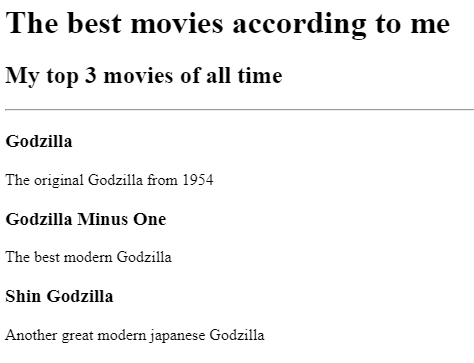 The best movies according to me
My top 3 movies of all time
Godzilla
The original Godzilla from 1954
Godzilla Minus One
The best modern Godzilla
Shin Godzilla
Another great modern japanese Godzilla